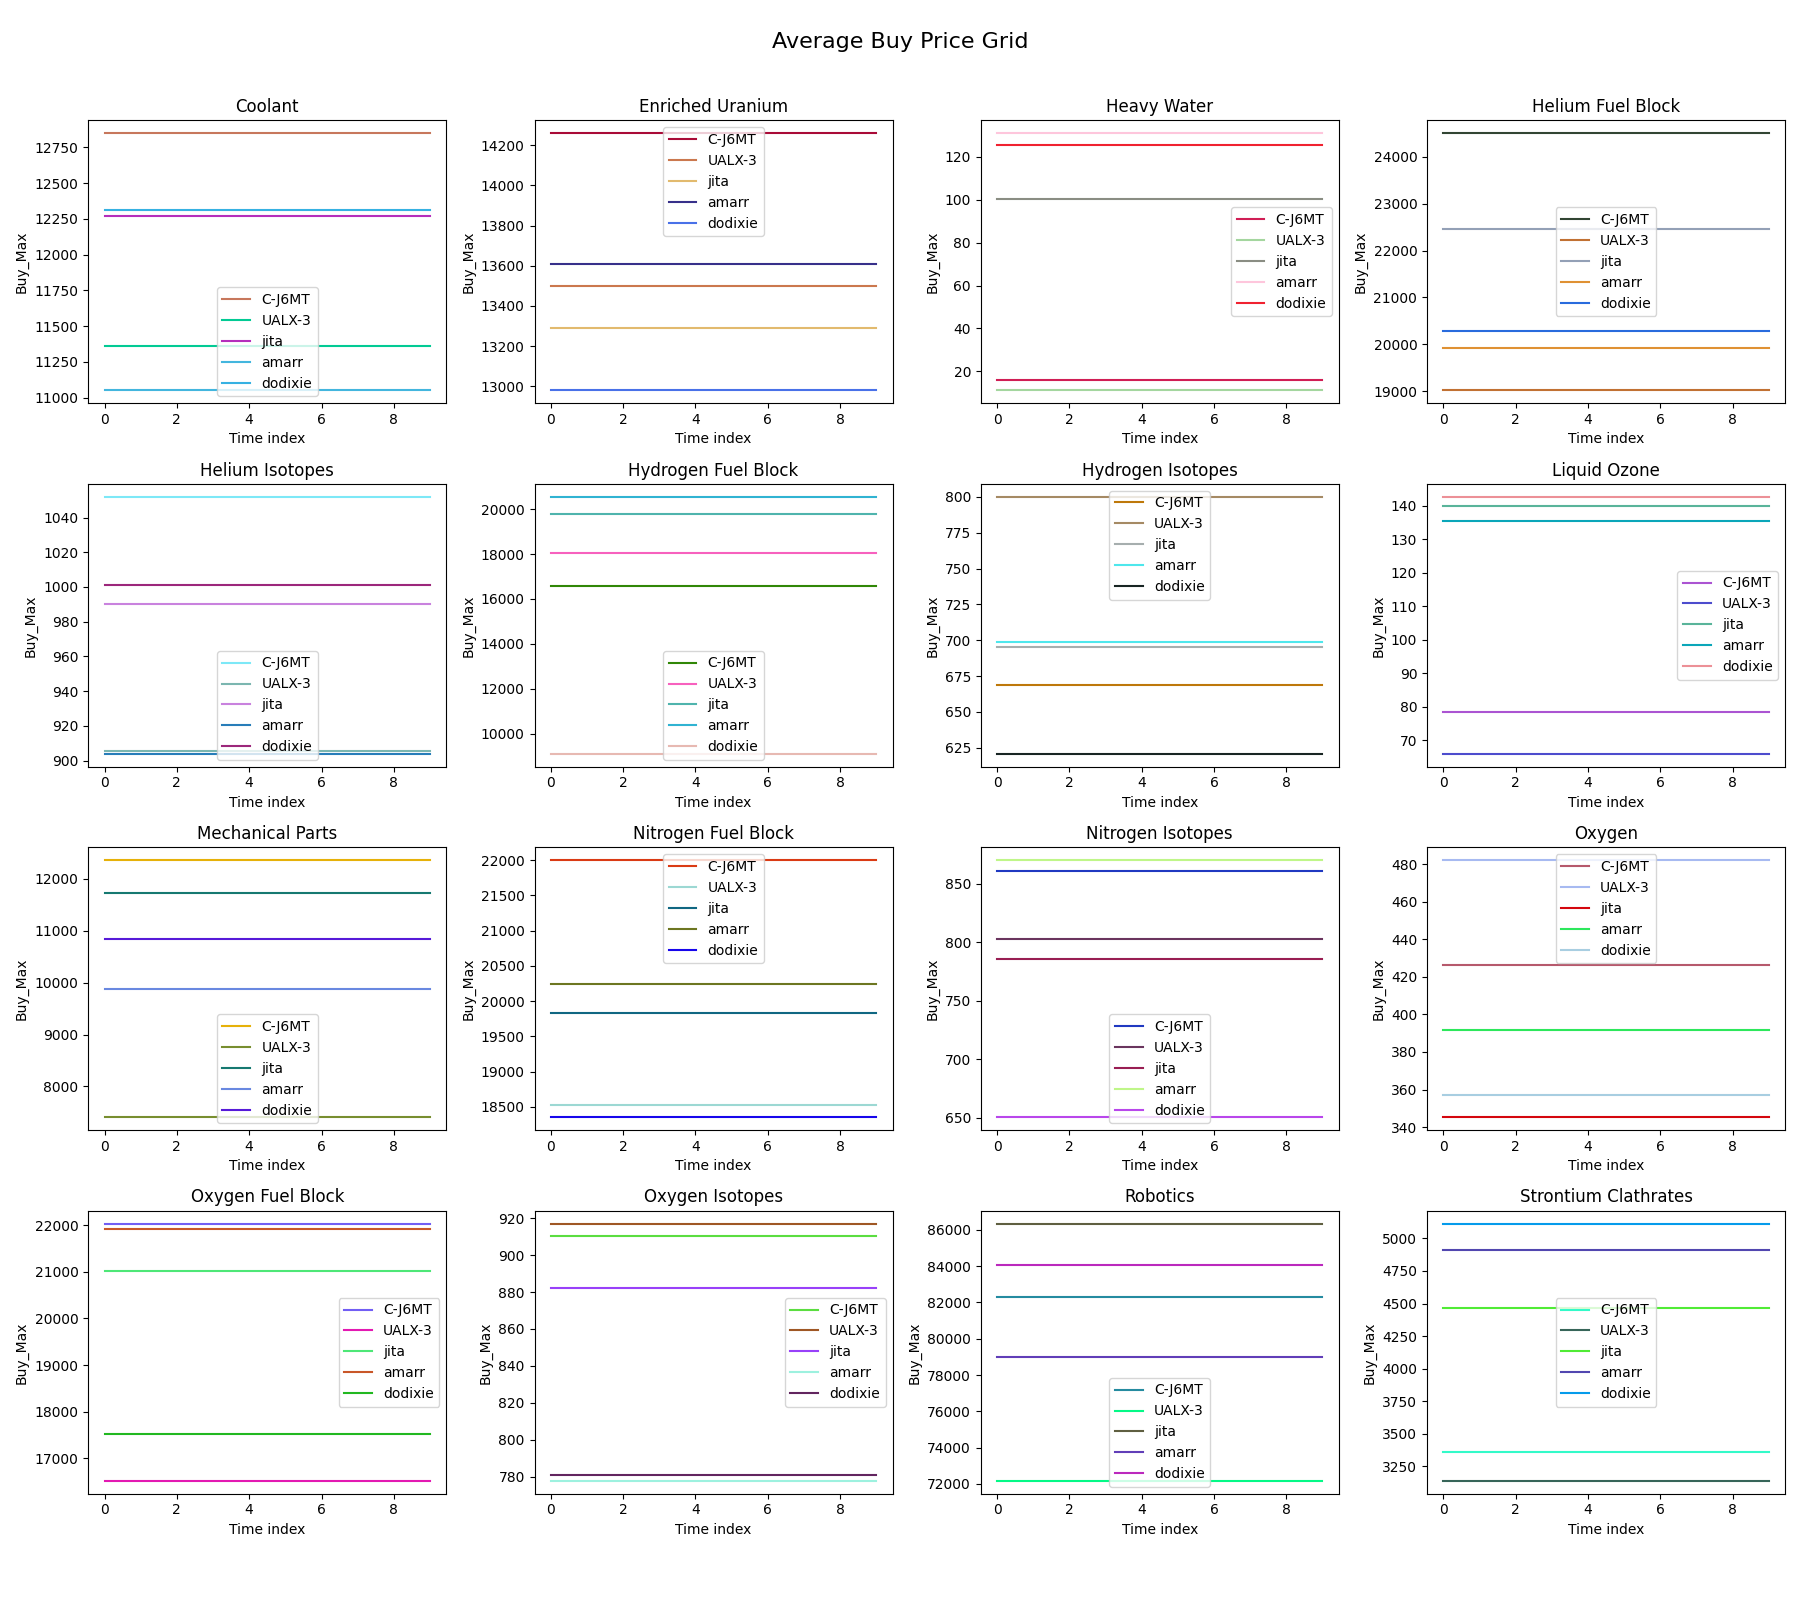 Average Buy Price Grid
Coolant
Buy_Max
12750
12500
12250
12000
11750
11500
11250
11000
C-J6MT
UALX-3
jita
amarr
dodixie
0 2 4 6 8
Time index
Enriched Uranium
Buy_Max
14200
14000
13800
13600
13400
13200
13000
C-J6MT
UALX-3
jita
amarr
dodixie
0 2 4 6 8
Time index
Heavy Water
Buy_Max
120
100
80
60
40
20
C-J6MT
UALX-3
jita
amarr
dodixie
0 2 4 6 8
Time index
Helium Fuel Block
Buy_Max
24000
23000
22000
21000
20000
19000
C-J6MT
UALX-3
jita
amarr
dodixie
0 2 4 6 8
Time index
Helium Isotopes
Buy_Max
1040
1020
1000
980
960
940
920
900
C-J6MT
UALX-3
jita
amarr
dodixie
0 2 4 6 8
Time index
Hydrogen Fuel Block
Buy_Max
20000
18000
16000
14000
12000
10000
C-J6MT
UALX-3
jita
amarr
dodixie
0 2 4 6 8
Time index
Hydrogen Isotopes
Buy_Max
800
775
750
725
700
675
650
625
C-J6MT
UALX-3
jita
amarr
dodixie
0 2 4 6 8
Time index
Liquid Ozone
Buy_Max
140
130
120
110
100
90
80
70
C-J6MT
UALX-3
jita
amarr
dodixie
0 2 4 6 8
Time index
Mechanical Parts
Buy_Max
12000
11000
10000
9000
8000
C-J6MT
UALX-3
jita
amarr
dodixie
0 2 4 6 8
Time index
Nitrogen Fuel Block
Buy_Max
22000
21500
21000
20500
20000
19500
19000
18500
C-J6MT
UALX-3
jita
amarr
dodixie
0 2 4 6 8
Time index
Nitrogen Isotopes
Buy_Max
850
800
750
700
650
C-J6MT
UALX-3
jita
amarr
dodixie
0 2 4 6 8
Time index
Oxygen
Buy_Max
480
460
440
420
400
380
360
340
C-J6MT
UALX-3
jita
amarr
dodixie
0 2 4 6 8
Time index
Oxygen Fuel Block
Buy_Max
22000
21000
20000
19000
18000
17000
C-J6MT
UALX-3
jita
amarr
dodixie
0 2 4 6 8
Time index
Oxygen Isotopes
Buy_Max
920
900
880
860
840
820
800
780
C-J6MT
UALX-3
jita
amarr
dodixie
0 2 4 6 8
Time index
Robotics
Buy_Max
86000
84000
82000
80000
78000
76000
74000
72000
C-J6MT
UALX-3
jita
amarr
dodixie
0 2 4 6 8
Time index
Strontium Clathrates
Buy_Max
5000
4750
4500
4250
4000
3750
3500
3250
C-J6MT
UALX-3
jita
amarr
dodixie
0 2 4 6 8
Time index